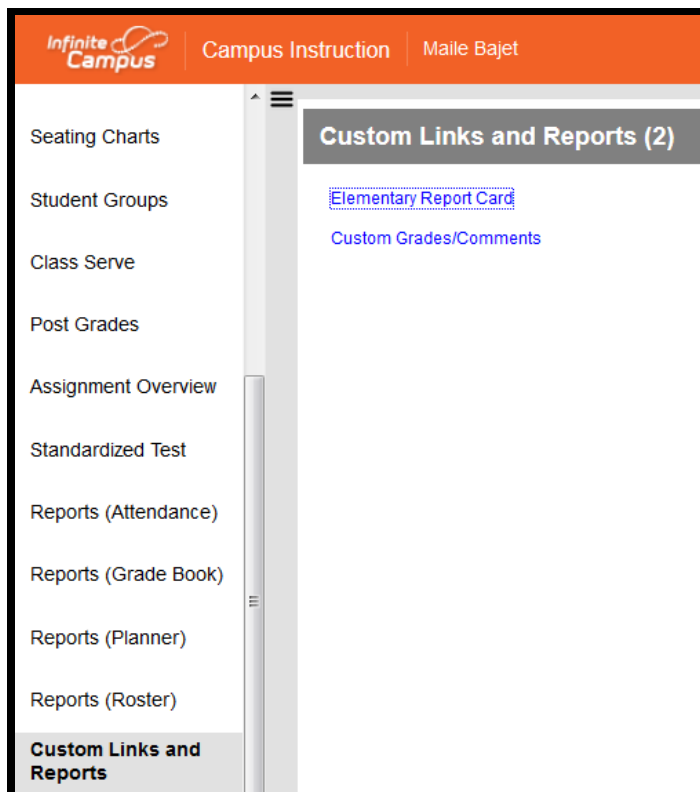 Infinite
Campus
Campus Instruction
Maile Bajet
Seating Charts
Student Groups
Class Serve
Post Grades
Assignment Overview
Standardized Test
Reports (Attendance)
Reports (Grade Book)
Reports (Planner)
Reports (Roster)
Custom Links and
Reports
Custom Links and Reports (2)
Elementary Report Card
Custom Grades/Comments